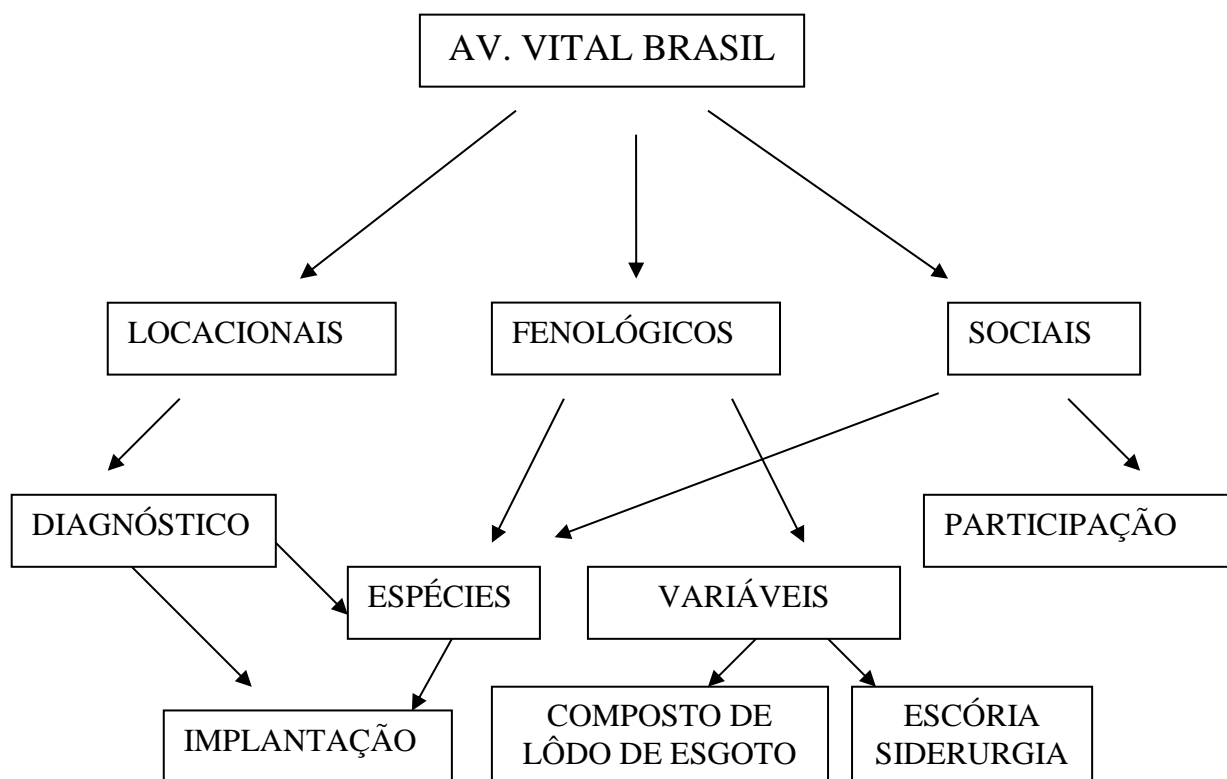 AV. VITAL BRASIL
LOCACIONAIS
FENOLÓGICOS
SOCIAIS
DIAGNÓSTICO
PARTICIPAÇÃO
ESPÉCIES
VARIÁVEIS
IMPLANTAÇÃO
COMPOSTO DE
LÔDO DE ESGOTO
ESCÓRIA
SIDERURGIA